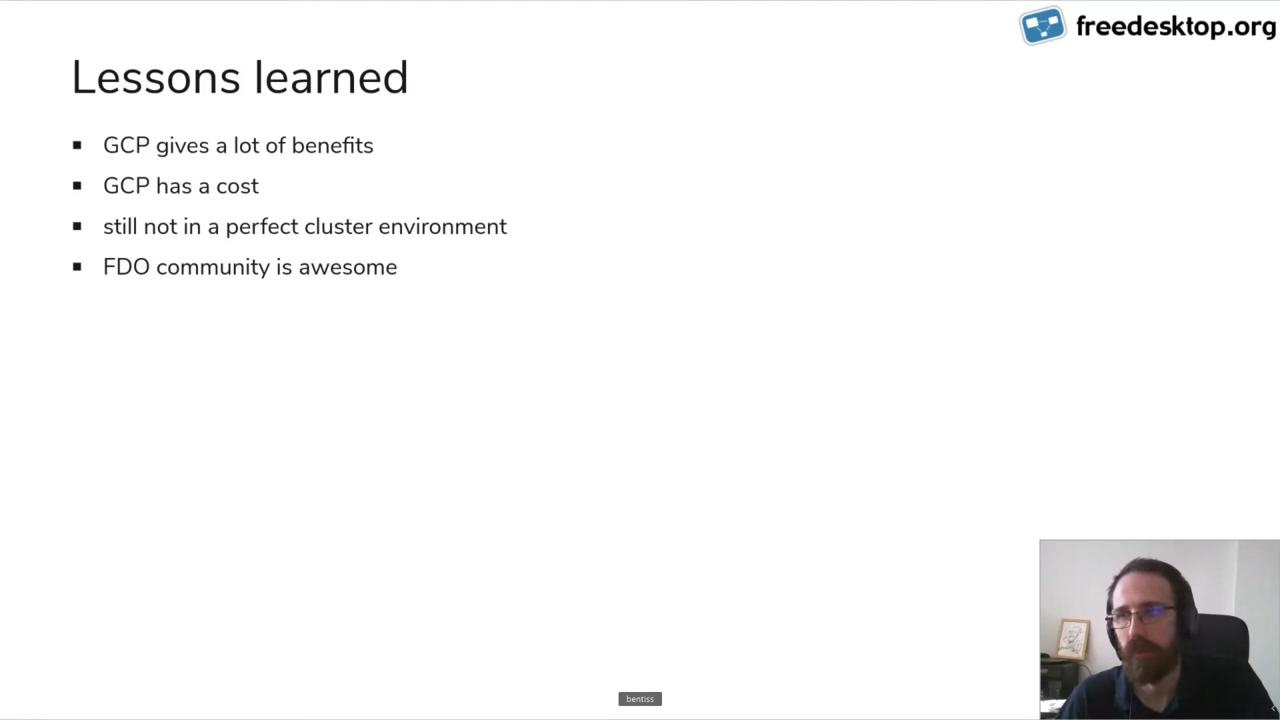 freedesktop.org
Lessons learned
GCP gives a lot of benefits
GCP has a cost
still not in a perfect cluster environment
FDO community is awesome
bentiss